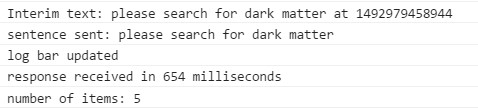 Interim text: please search for dark matter at 1492979458944
sentence sent: please search for dark matter
log bar updated
response received in 654 milliseconds
number of items: 5